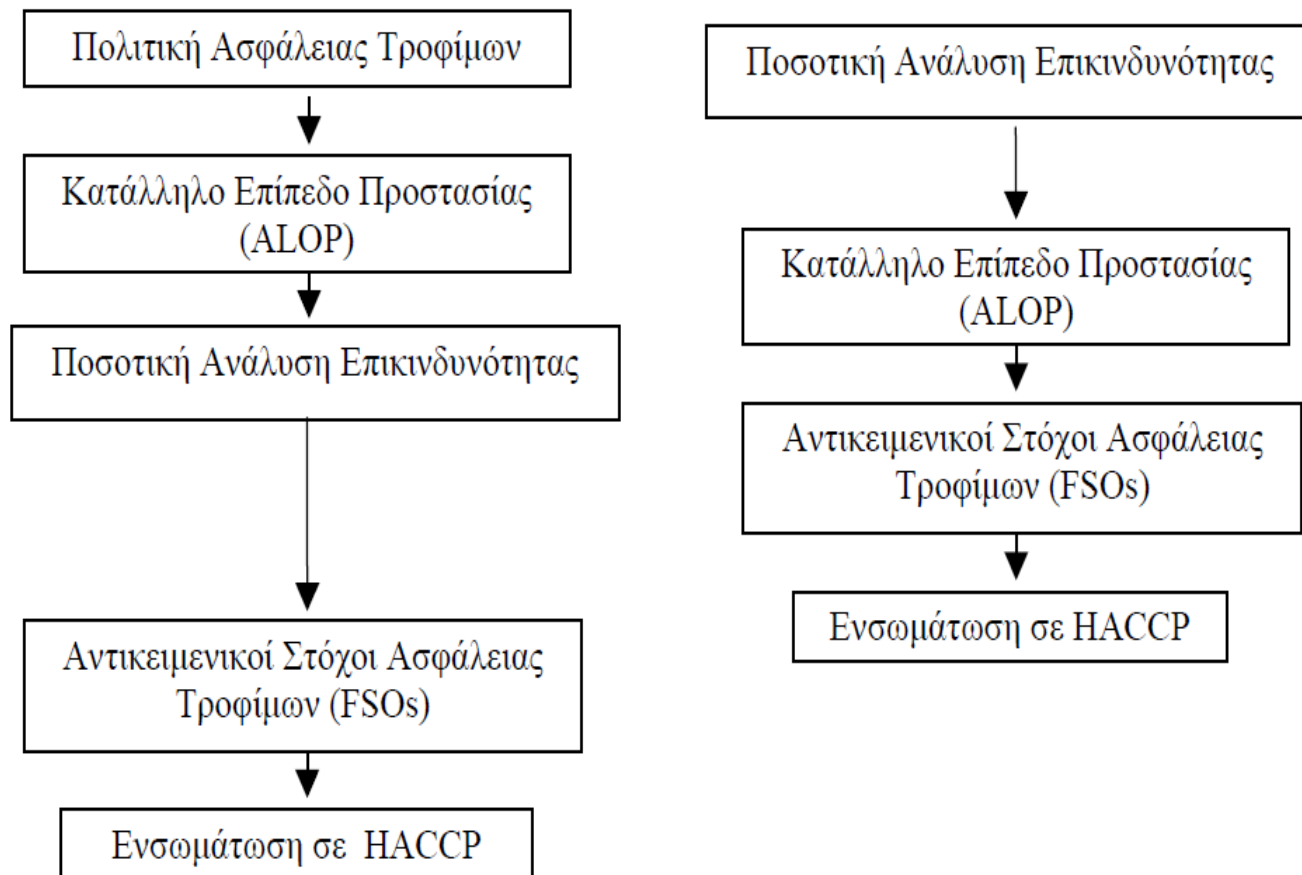 Πολιτική Ασφάλειας Τροφίμων
Κατάλληλο Επίπεδο Προστασίας
(ALOP)
Ποσοτική Ανάλυση Επικινδυνότητας
Αντικειμενικοί Στόχοι Ασφάλειας
Τροφίμων (FSOs)
Ενσωμάτωση σε HACCP
Ποσοτική Ανάλυση Επικινδυνότητας
Κατάλληλο Επίπεδο Προστασίας
(ALOP)
Αντικειμενικοί Στόχοι Ασφάλειας
Τροφίμων (FSOs)
Ενσωμάτωση σε HACCP